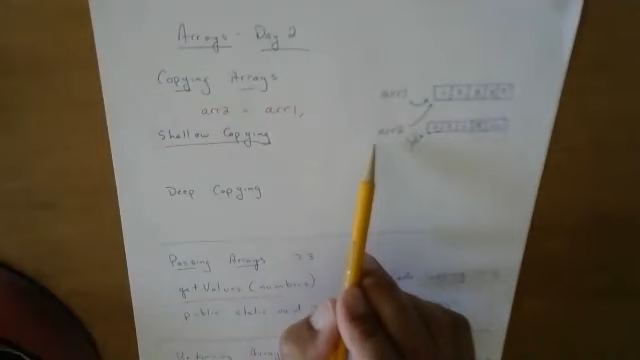 Arrays - Day 2
Copying Arrays
arr2 = arr1;
arr1
arr2
Shallow Copying
Deep Copying
Passing Arrays
getValues(numbers)
public static